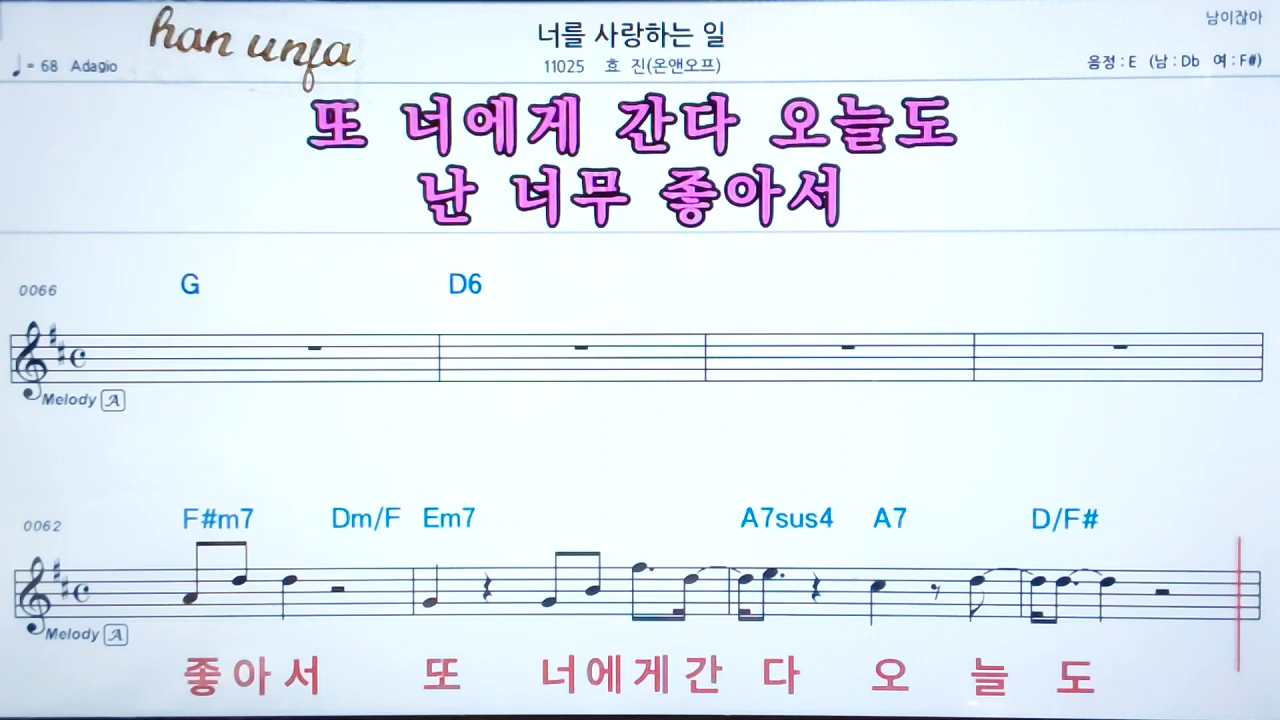 han unfa
너를 사랑하는 일
남이잖아
♩= 68 Adagio
11025 효 진(온앤오프)
음정 : E (남 : Db 여 : F#)
또 너에게 간다 오늘도
난 너무 좋아서
0066 G D6
Melody A
0062 F#m7 Dm/F Em7 A7sus4 A7 D/F#
Melody A
좋아서 또 너에게간 다 오 늘 도